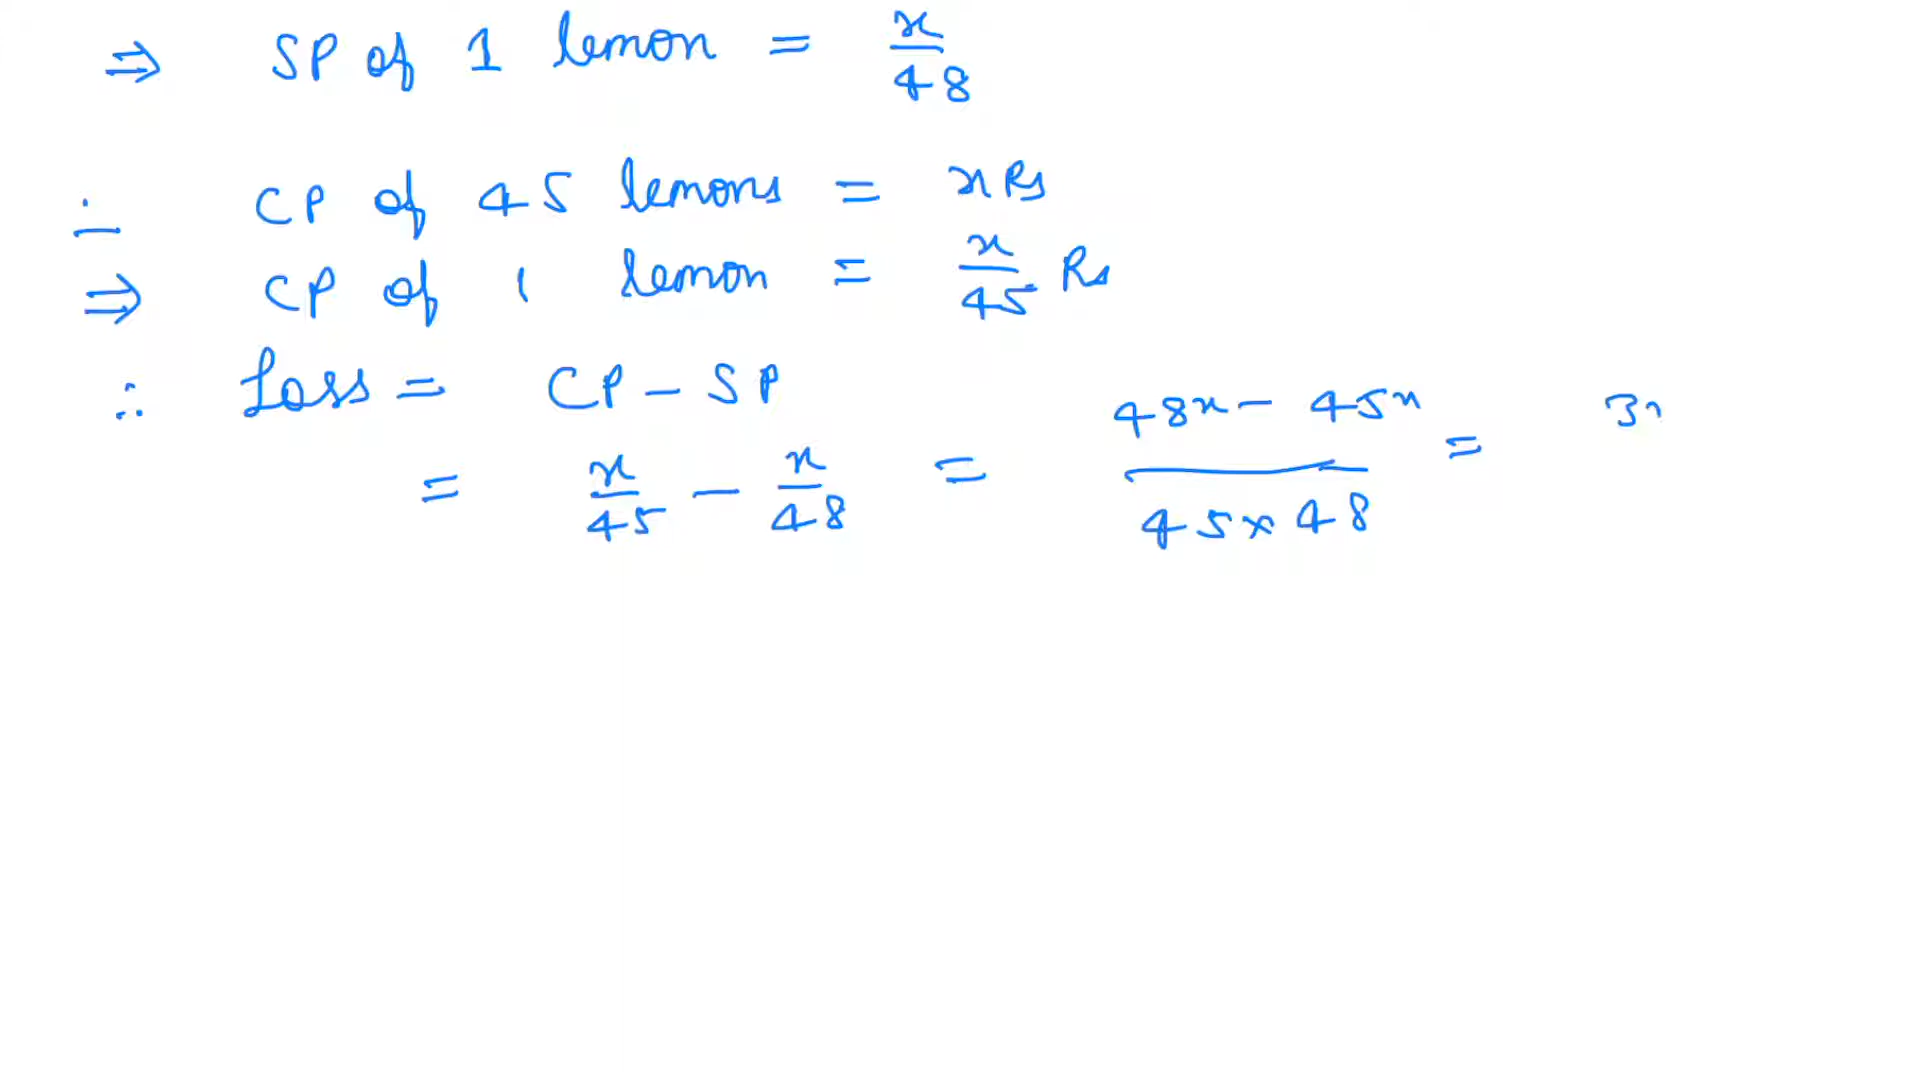 ⇒ SP of 1 lemon = x/48
∴ CP of 45 lemons = x Rs
⇒ CP of 1 lemon = x/45 Rs
∴ Loss = CP - SP
= x/45 - x/48 = (48x - 45x)/(45 × 48) = 3